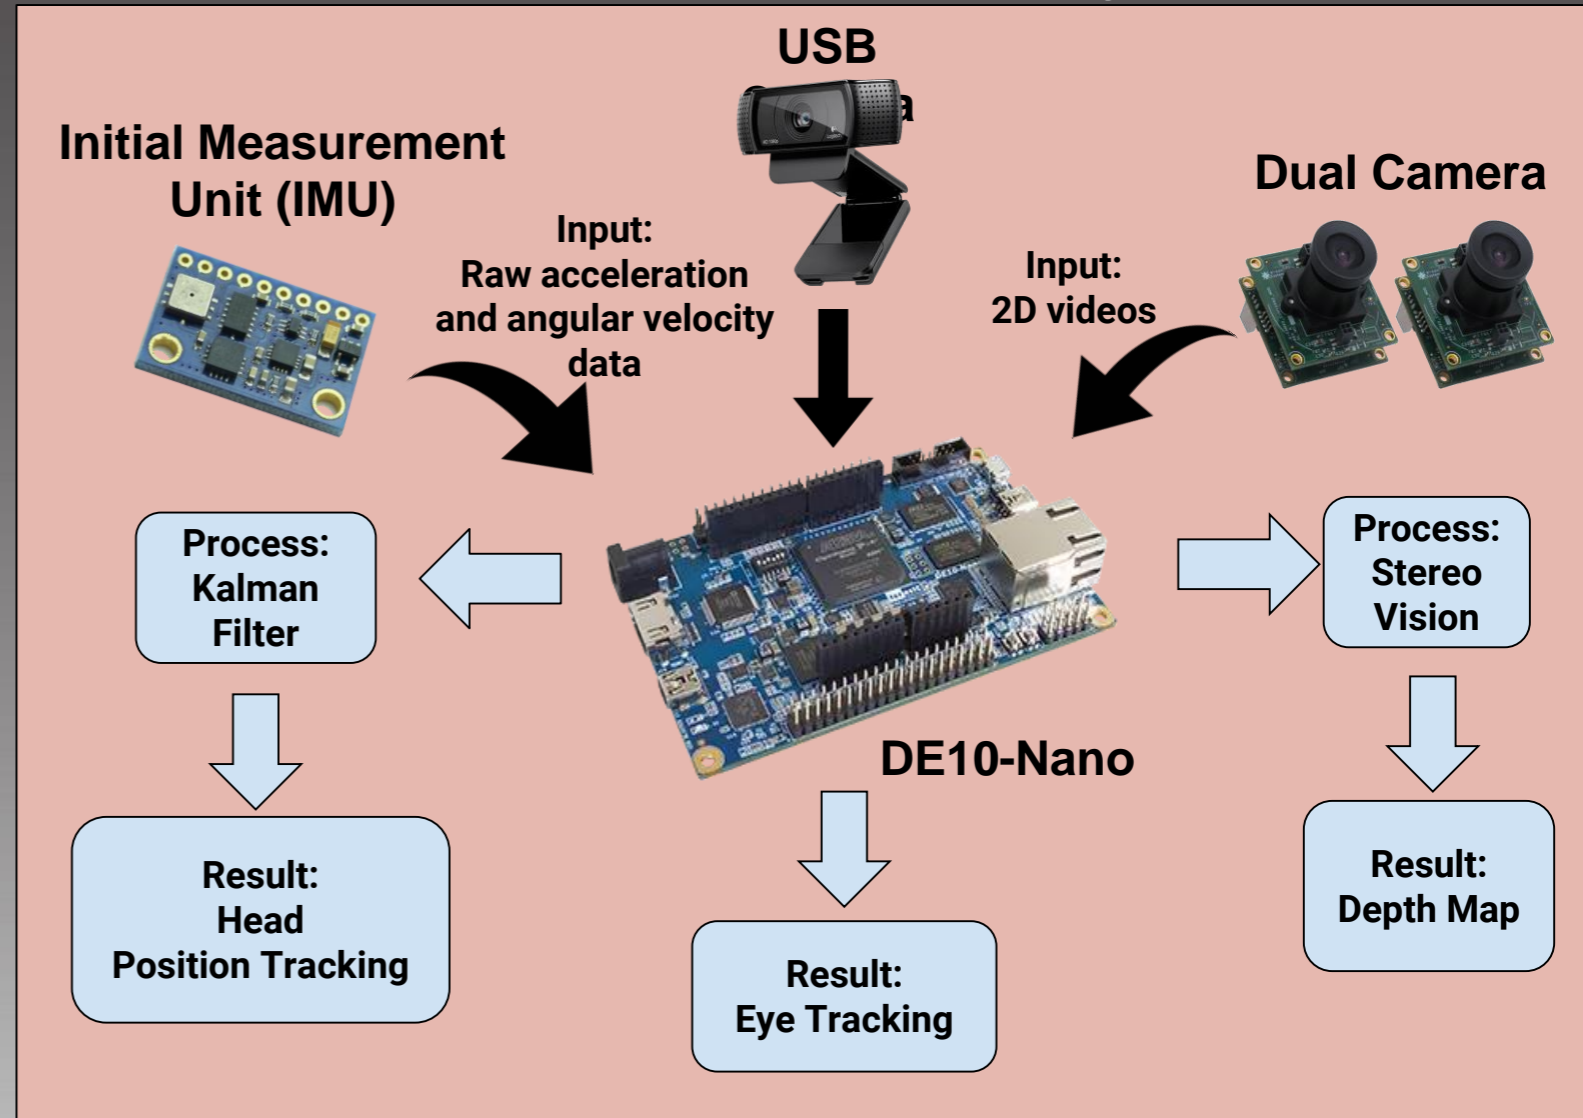 USB
a
Initial Measurement
Unit (IMU)
Dual Camera
Input:
Raw acceleration
and angular velocity
data
Input:
2D videos
DE10-Nano
Process:
Kalman
Filter
Process:
Stereo
Vision
Result:
Head
Position Tracking
Result:
Eye Tracking
Result:
Depth Map